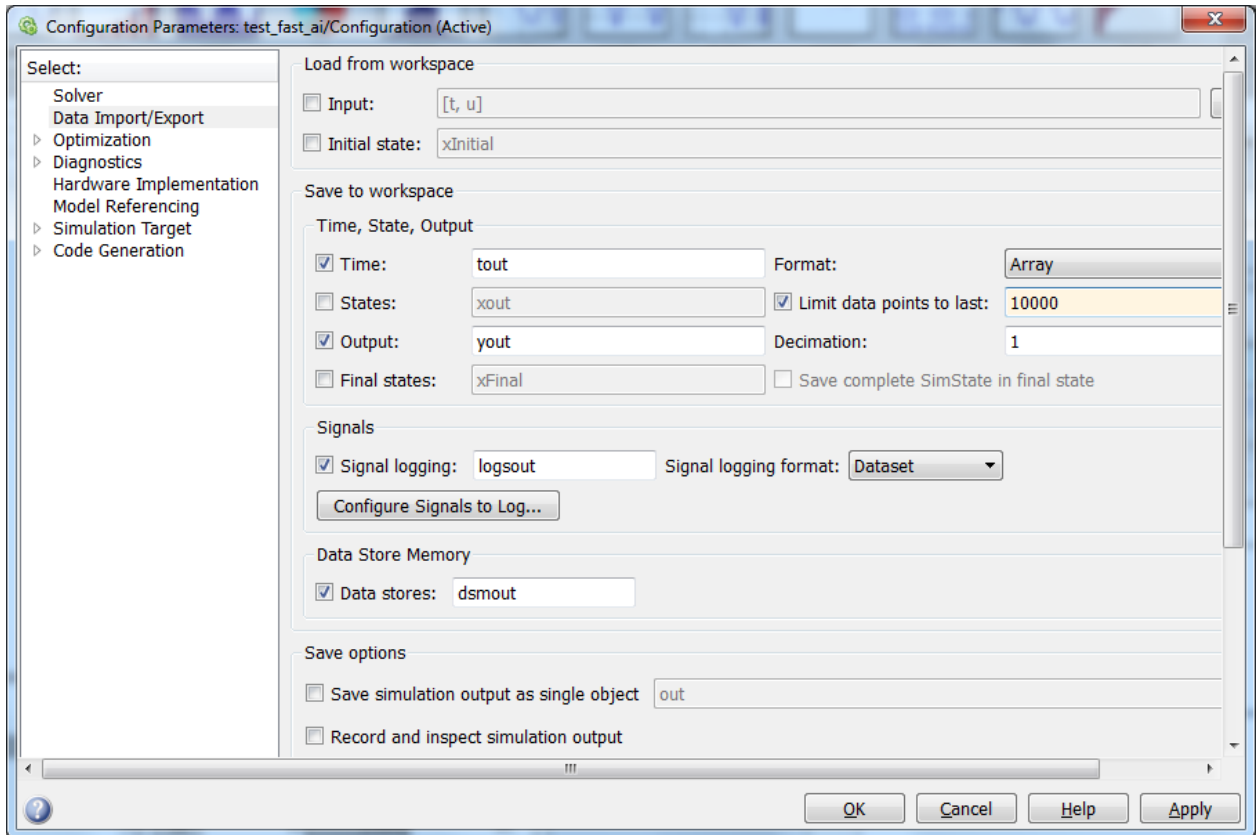 Configuration Parameters: test_fast_ai/Configuration (Active)
Select:
Solver
Data Import/Export
Optimization
Diagnostics
Hardware Implementation
Model Referencing
Simulation Target
Code Generation
Load from workspace
Input: [t, u]
Initial state: xInitial
Save to workspace
Time, State, Output
Time: tout Format: Array
States: xout Limit data points to last: 10000
Output: yout Decimation: 1
Final states: xFinal Save complete SimState in final state
Signals
Signal logging: logsout Signal logging format: Dataset
Configure Signals to Log...
Data Store Memory
Data stores: dsmout
Save options
Save simulation output as single object out
Record and inspect simulation output
OK Cancel Help Apply